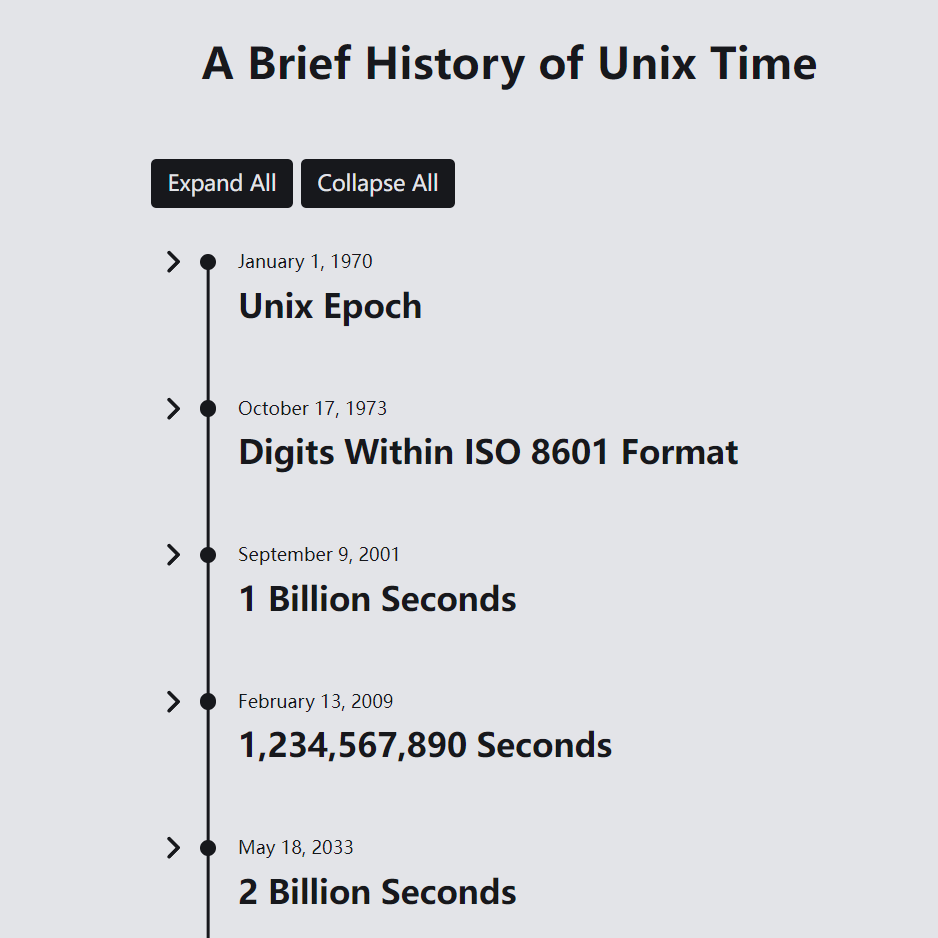 A Brief History of Unix Time
Expand All
Collapse All
January 1, 1970
Unix Epoch
October 17, 1973
Digits Within ISO 8601 Format
September 9, 2001
1 Billion Seconds
February 13, 2009
1,234,567,890 Seconds
May 18, 2033
2 Billion Seconds